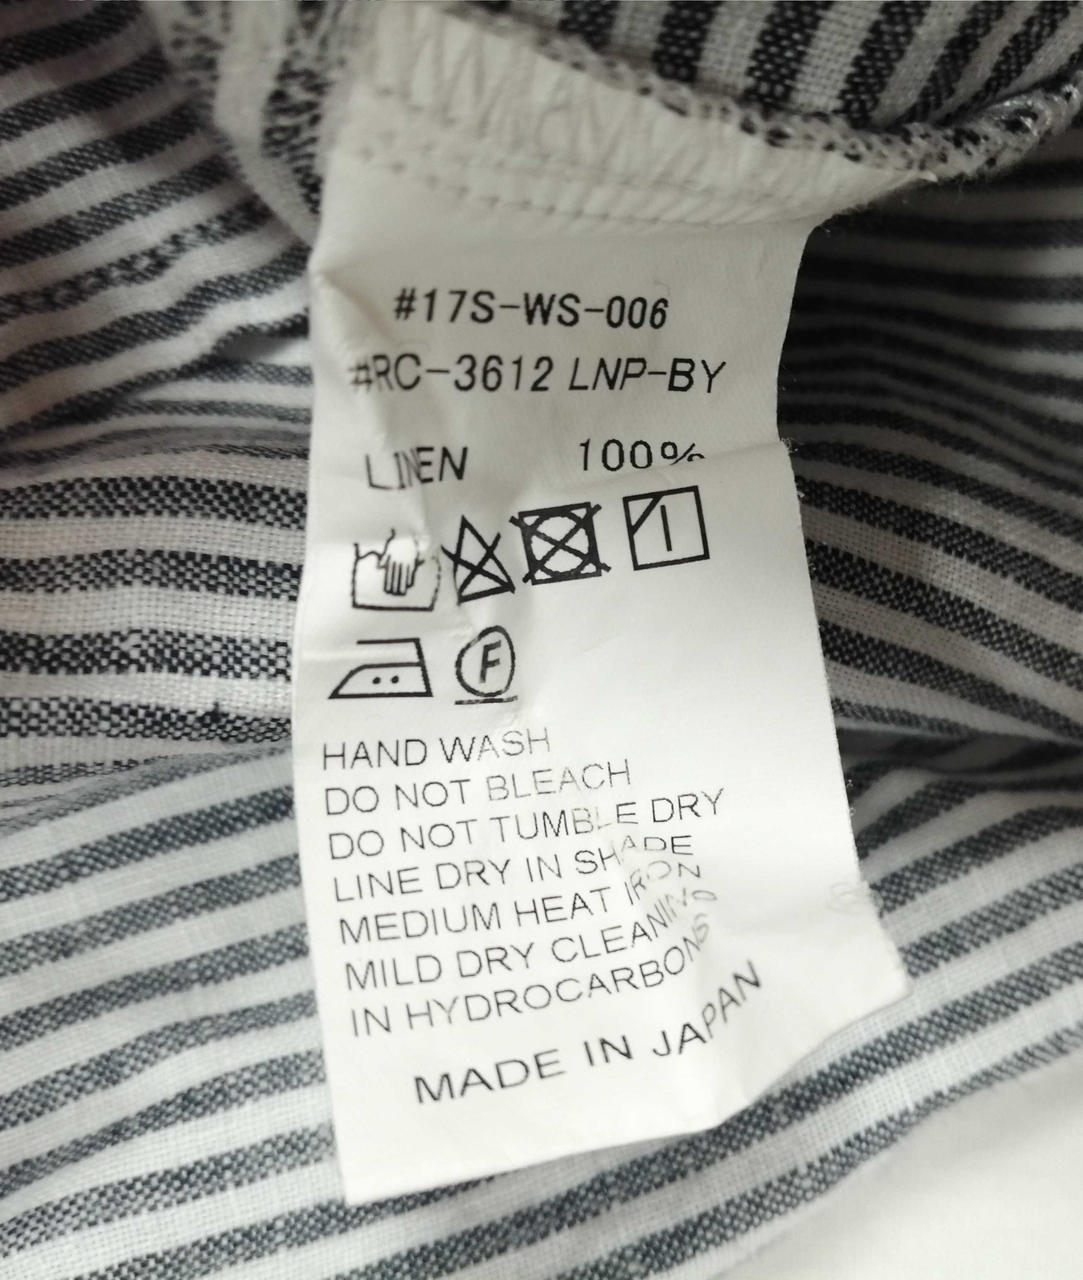 #17S-WS-006
#RC-3612 LNP-BY
LINEN 100%
F
HAND WASH
DO NOT BLEACH
DO NOT TUMBLE DRY
LINE DRY IN SHADE
MEDIUM HEAT IRON
MILD DRY CLEANING
IN HYDROCARBONS
MADE IN JAPAN